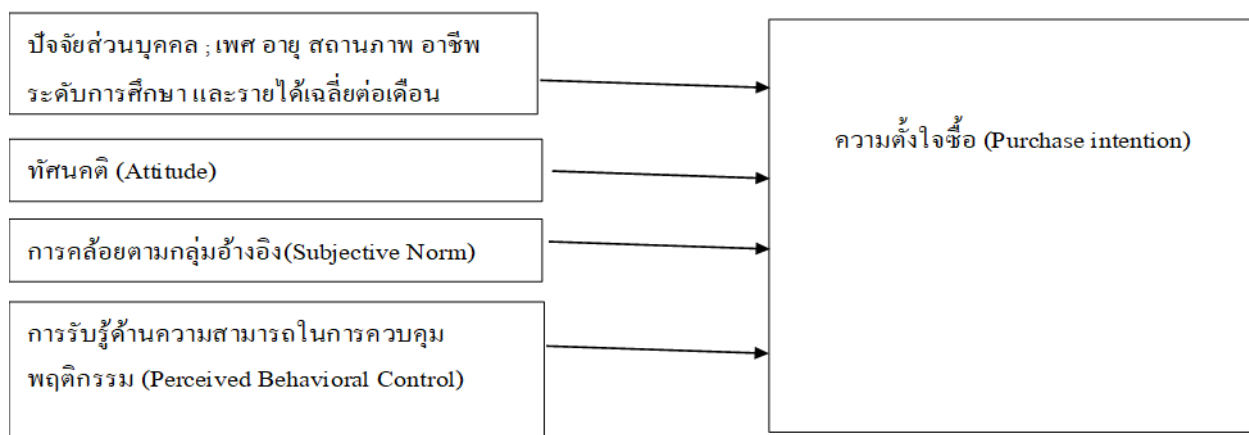 ปัจจัยส่วนบุคคล ; เพศ อายุ สถานภาพ อาชีพ
ระดับการศึกษา และรายได้เฉลี่ยต่อเดือน
ทัศนคติ (Attitude)
การคล้อยตามกลุ่มอ้างอิง(Subjective Norm)
การรับรู้ด้านความสามารถในการควบคุม
พฤติกรรม (Perceived Behavioral Control)
ความตั้งใจซื้อ (Purchase intention)